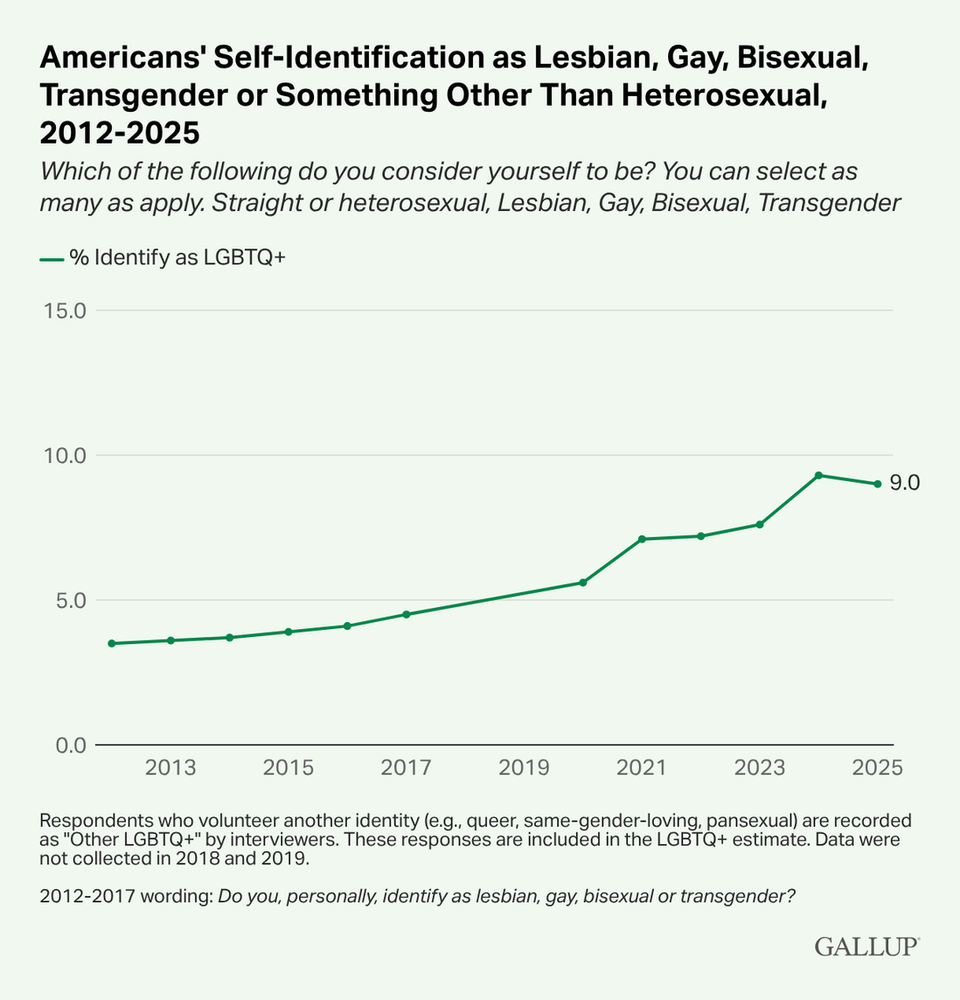 Americans' Self-Identification as Lesbian, Gay, Bisexual,
Transgender or Something Other Than Heterosexual,
2012-2025
Which of the following do you consider yourself to be? You can select as
many as apply. Straight or heterosexual, Lesbian, Gay, Bisexual, Transgender
% Identify as LGBTQ+
15.0
10.0
9.0
5.0
0.0
2013 2015 2017 2019 2021 2023 2025
Respondents who volunteer another identity (e.g., queer, same-gender-loving, pansexual) are recorded
as "Other LGBTQ+" by interviewers. These responses are included in the LGBTQ+ estimate. Data were
not collected in 2018 and 2019.
2012-2017 wording: Do you, personally, identify as lesbian, gay, bisexual or transgender?
GALLUP®